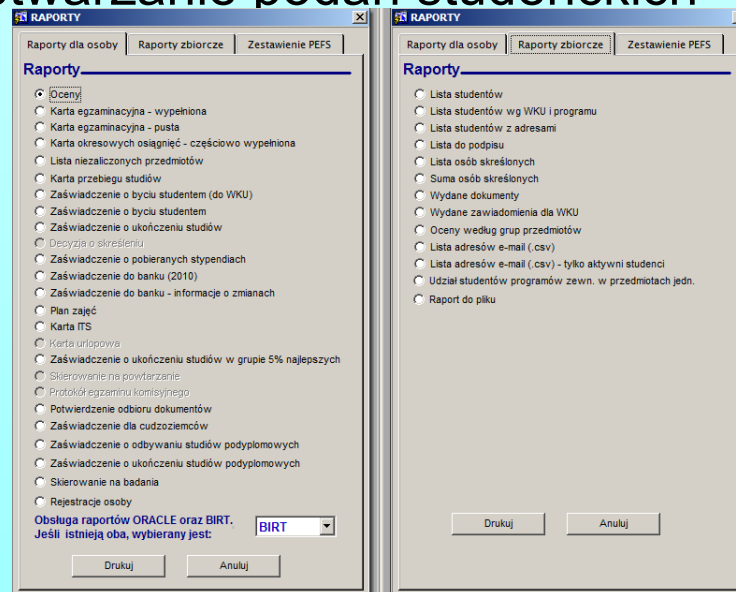 twarzanie podań studenckich
RAPORTY
Raporty dla osoby Raporty zbiorcze Zestawienie PEFS
Raporty
Oceny
Karta egzaminacyjna - wypełniona
Karta egzaminacyjna - pusta
Karta okresowych osiągnięć - częściowo wypełniona
Lista niezaliczonych przedmiotów
Karta przebiegu studiów
Zaświadczenie o byciu studentem (do WKU)
Zaświadczenie o byciu studentem
Zaświadczenie o ukończeniu studiów
Decyzja o skreśleniu
Zaświadczenie o pobieranych stypendiach
Zaświadczenie do banku (2010)
Zaświadczenie do banku - informacje o zmianach
Plan zajęć
Karta ITS
Karta urlopowa
Zaświadczenie o ukończeniu studiów w grupie 5% najlepszych
Skierowanie na powtarzanie
Protokół egzaminu komisyjnego
Potwierdzenie odbioru dokumentów
Zaświadczenie dla cudzoziemców
Zaświadczenie o odbywaniu studiów podyplomowych
Zaświadczenie o ukończeniu studiów podyplomowych
Skierowanie na badania
Rejestracje osoby
Obsługa raportów ORACLE oraz BIRT.
Jeśli istnieją oba, wybierany jest: BIRT
Drukuj Anuluj
RAPORTY
Raporty dla osoby Raporty zbiorcze Zestawienie PEFS
Raporty
Lista studentów
Lista studentów wg WKU i programu
Lista studentów z adresami
Lista do podpisu
Lista osób skreślonych
Suma osób skreślonych
Wydane dokumenty
Wydane zawiadomienia dla WKU
Oceny według grup przedmiotów
Lista adresów e-mail (.csv)
Lista adresów e-mail (.csv) - tylko aktywni studenci
Udział studentów programów zewn. w przedmiotach jedn.
Raport do pliku
Drukuj Anuluj